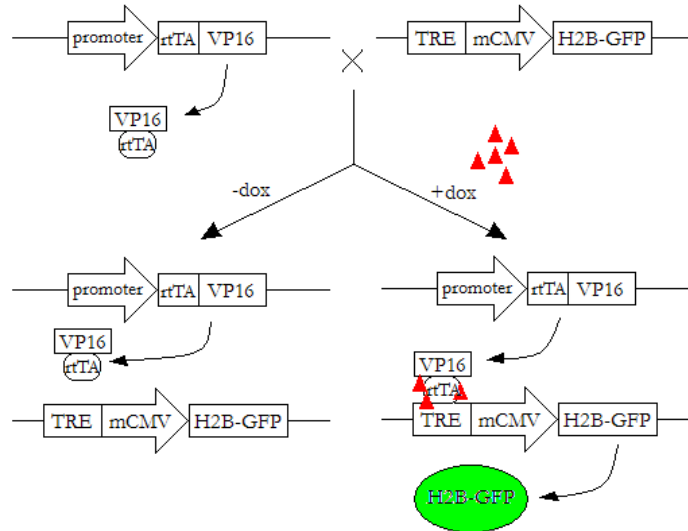 promoter rtTA VP16
TRE mCMV H2B-GFP
VP16
rtTA
-dox
+dox
promoter rtTA VP16
promoter rtTA VP16
VP16
rtTA
VP16
rtTA
TRE mCMV H2B-GFP
TRE mCMV H2B-GFP
H2B-GFP